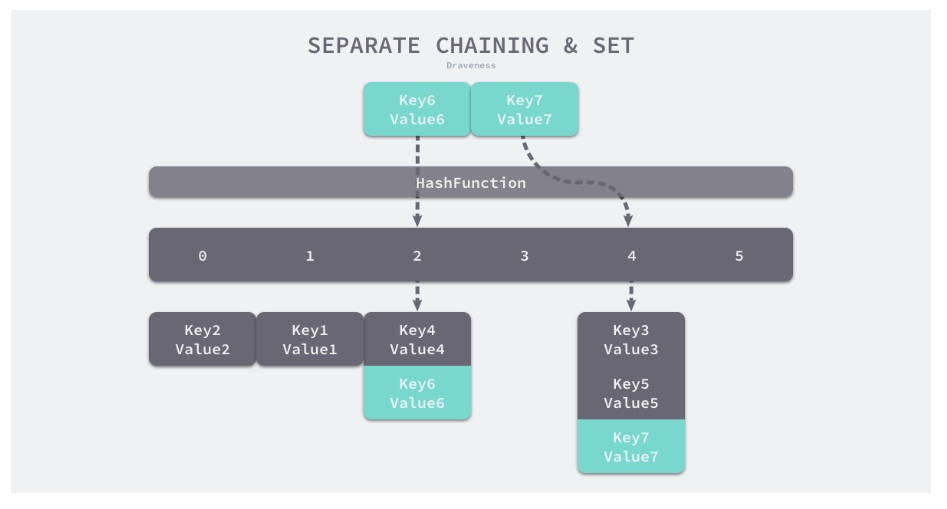 SEPARATE CHAINING & SET
Draveness
Key6
Value6
Key7
Value7
HashFunction
0 1 2 3 4 5
Key2
Value2
Key1
Value1
Key4
Value4
Key6
Value6
Key3
Value3
Key5
Value5
Key7
Value7